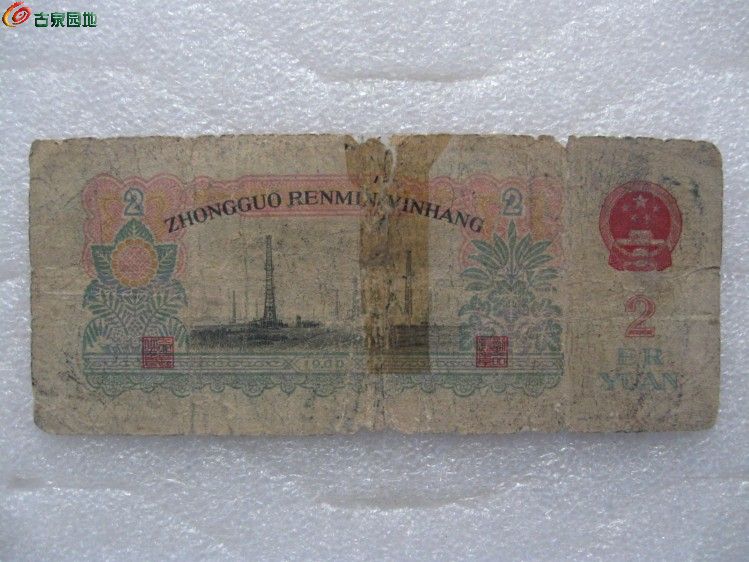 古泉园地
2
ZHONGGUO RENMIN YINHANG
2
2
ER
YUAN